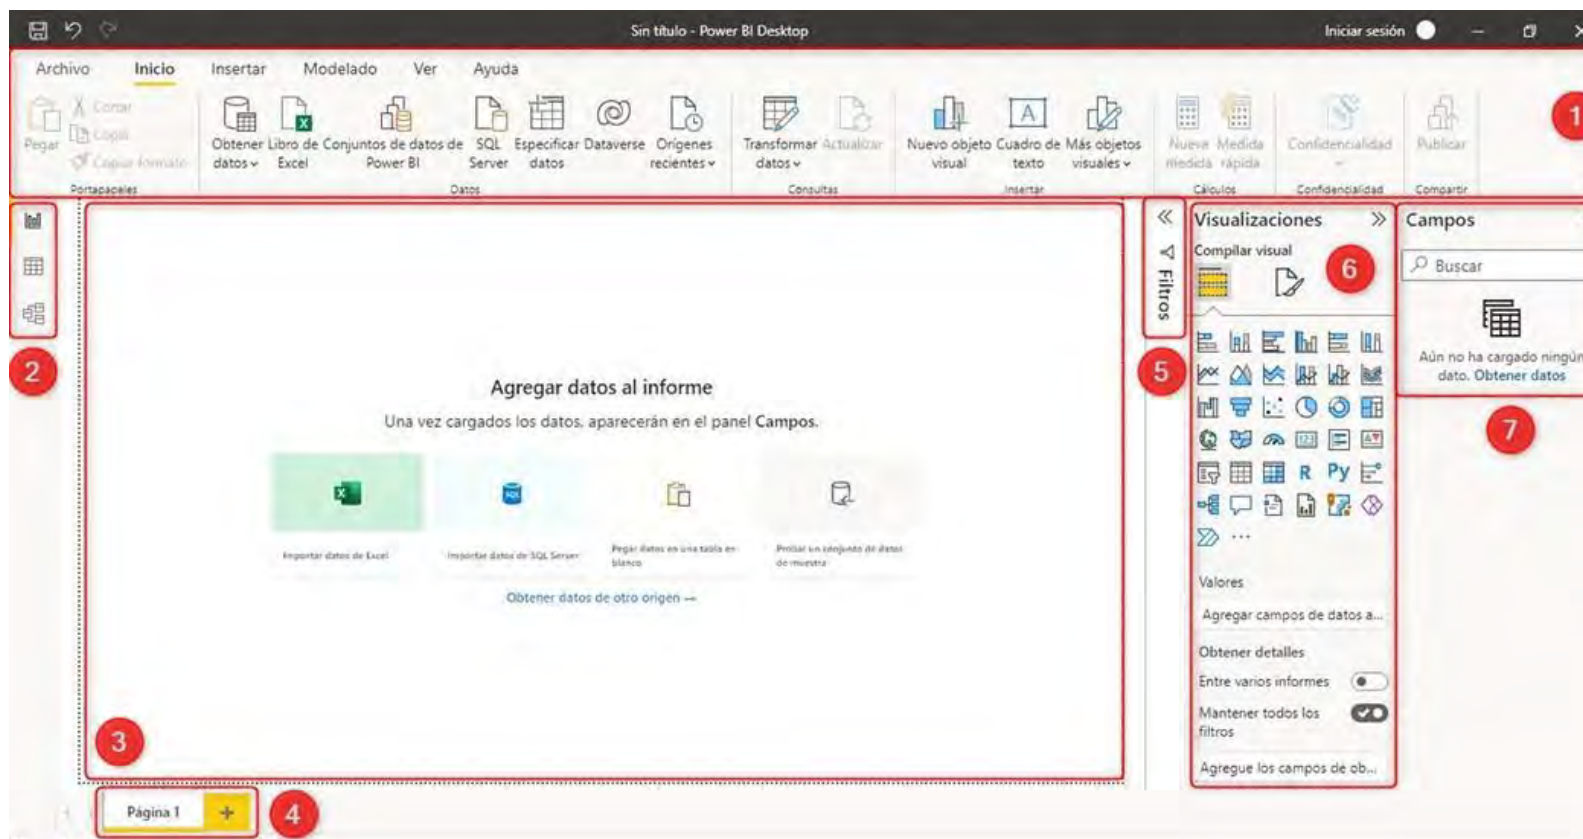 Sin título - Power BI Desktop
Iniciar sesión
Archivo Inicio Insertar Modelado Ver Ayuda
1
Pegar
Cortar
Copiar
Copiar formato
Portapapeles
Obtener datos
Libro de Excel
Conjuntos de datos de Power BI
SQL Server
Especificar datos
Dataverse
Orígenes recientes
Datos
Transformar datos
Actualizar
Consultas
Nuevo objeto visual
Cuadro de texto
Más objetos visuales
Insertar
Nueva medida
Medida rápida
Cálculos
Confidencialidad
Confidencialidad
Publicar
Compartir
2
Agregar datos al informe
Una vez cargados los datos, aparecerán en el panel Campos.
SQL
Importar datos de Excel
Importar datos de SQL Server
Pegar datos en una tabla en
blanco
Probar un conjunto de datos
de muestra
Obtener datos de otro origen →
3
Página 1 +
4
Filtros
5
Visualizaciones
Compilar visual
6
123
R Py
...
Valores
Agregar campos de datos a...
Obtener detalles
Entre varios informes
Mantener todos los
filtros
Agregue los campos de ob...
Campos
Buscar
Aún no ha cargado ningún
dato. Obtener datos
7